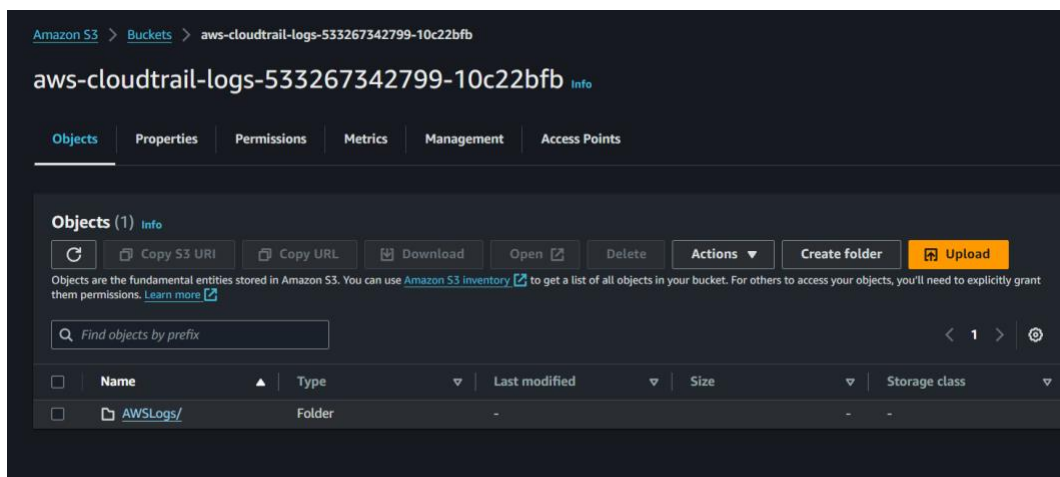 Amazon S3 > Buckets > aws-cloudtrail-logs-533267342799-10c22bfb
aws-cloudtrail-logs-533267342799-10c22bfb Info
Objects Properties Permissions Metrics Management Access Points
Objects (1) Info
Copy S3 URI Copy URL Download Open Delete Actions Create folder Upload
Objects are the fundamental entities stored in Amazon S3. You can use Amazon S3 inventory to get a list of all objects in your bucket. For others to access your objects, you'll need to explicitly grant
them permissions. Learn more
Find objects by prefix < 1 >
Name Type Last modified Size Storage class
AWSLogs/ Folder - - -